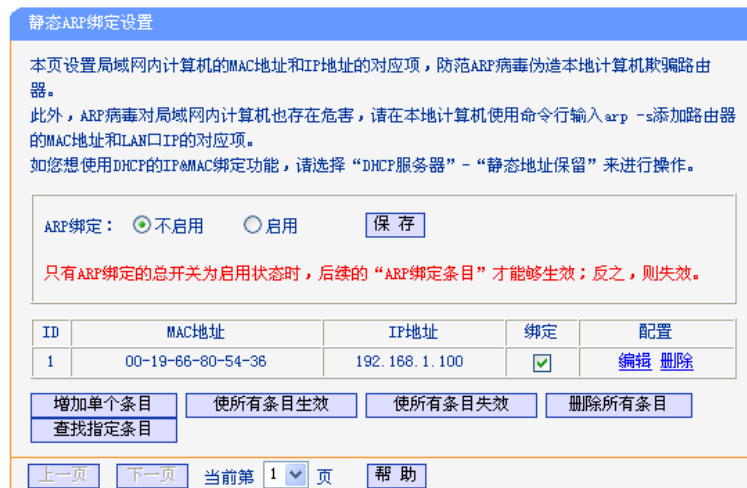 静态ARP绑定设置
本页设置局域网内计算机的MAC地址和IP地址的对应项，防范ARP病毒伪造本地计算机欺骗路由
器。
此外，ARP病毒对局域网内计算机也存在危害，请在本地计算机使用命令行输入arp -s添加路由器
的MAC地址和LAN口IP的对应项。
如您想使用DHCP的IP&MAC绑定功能，请选择“DHCP服务器”-“静态地址保留”来进行操作。
ARP绑定： 不启用 启用 保 存
只有ARP绑定的总开关为启用状态时，后续的“ARP绑定条目”才能够生效；反之，则失效。
ID MAC地址 IP地址 绑定 配置
1 00-19-66-80-54-36 192.168.1.100 编辑 删除
增加单个条目 使所有条目生效 使所有条目失效 删除所有条目
查找指定条目
上一页 下一页 当前第 1 页 帮 助